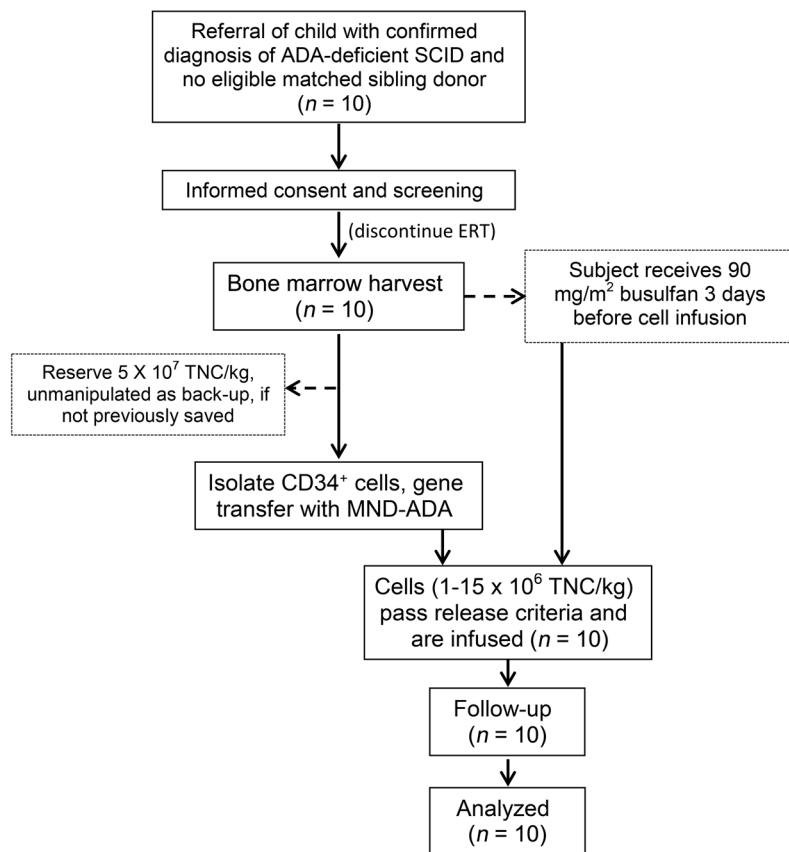 Referral of child with confirmed
diagnosis of ADA-deficient SCID and
no eligible matched sibling donor
(n = 10)
Informed consent and screening
(discontinue ERT)
Bone marrow harvest
(n = 10)
Subject receives 90
mg/m² busulfan 3 days
before cell infusion
Reserve 5 X 10⁷ TNC/kg,
unmanipulated as back-up, if
not previously saved
Isolate CD34⁺ cells, gene
transfer with MND-ADA
Cells (1-15 x 10⁶ TNC/kg)
pass release criteria and
are infused (n = 10)
Follow-up
(n = 10)
Analyzed
(n = 10)